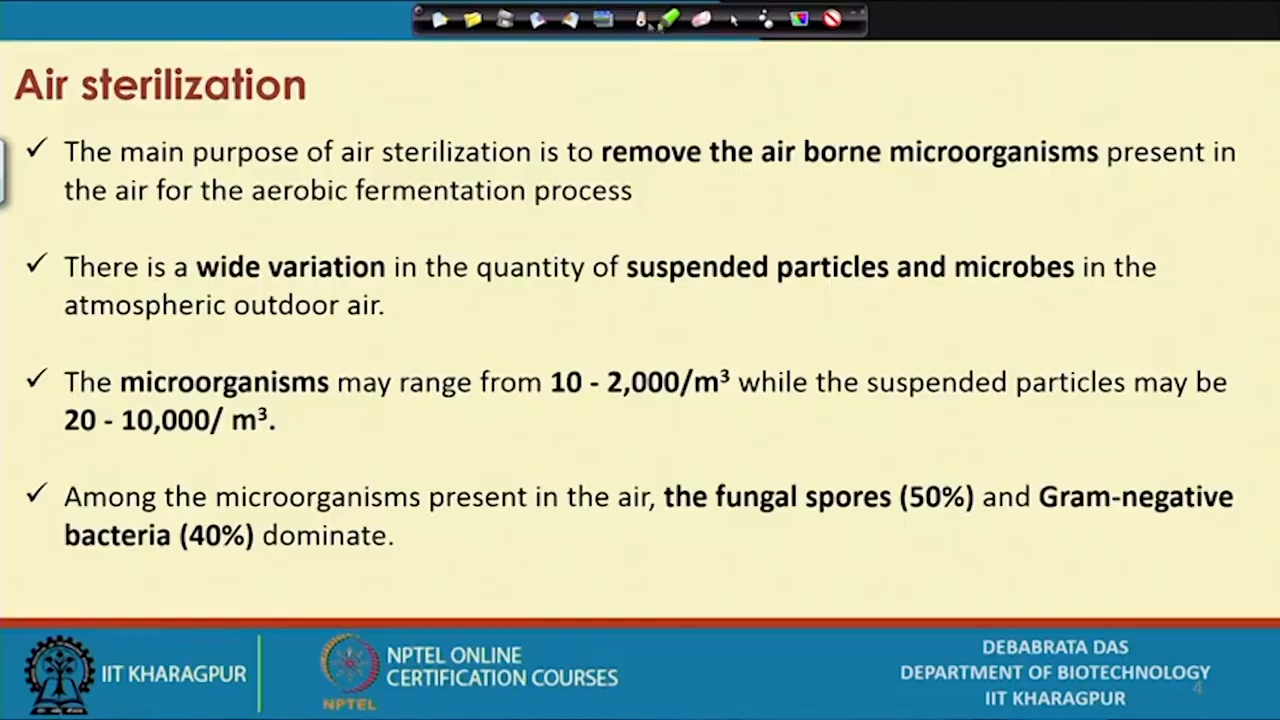 Air sterilization
✓ The main purpose of air sterilization is to remove the air borne microorganisms present in
the air for the aerobic fermentation process
✓ There is a wide variation in the quantity of suspended particles and microbes in the
atmospheric outdoor air.
✓ The microorganisms may range from 10 - 2,000/m³ while the suspended particles may be
20 - 10,000/ m³.
✓ Among the microorganisms present in the air, the fungal spores (50%) and Gram-negative
bacteria (40%) dominate.
IIT KHARAGPUR
NPTEL
NPTEL ONLINE
CERTIFICATION COURSES
DEBABRATA DAS
DEPARTMENT OF BIOTECHNOLOGY
IIT KHARAGPUR
4